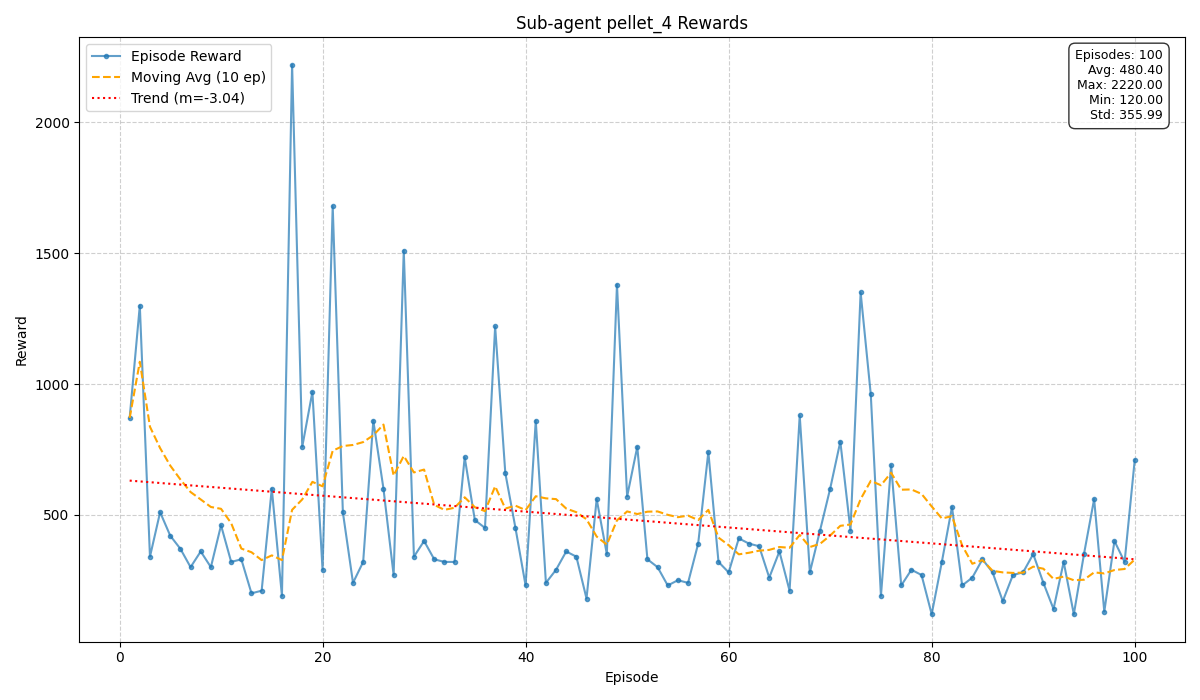 Sub-agent pellet_4 Rewards
Episode Reward
Moving Avg (10 ep)
Trend (m=-3.04)
Episodes: 100
Avg: 480.40
Max: 2220.00
Min: 120.00
Std: 355.99
Reward
2000
1500
1000
500
0 20 40 60 80 100
Episode